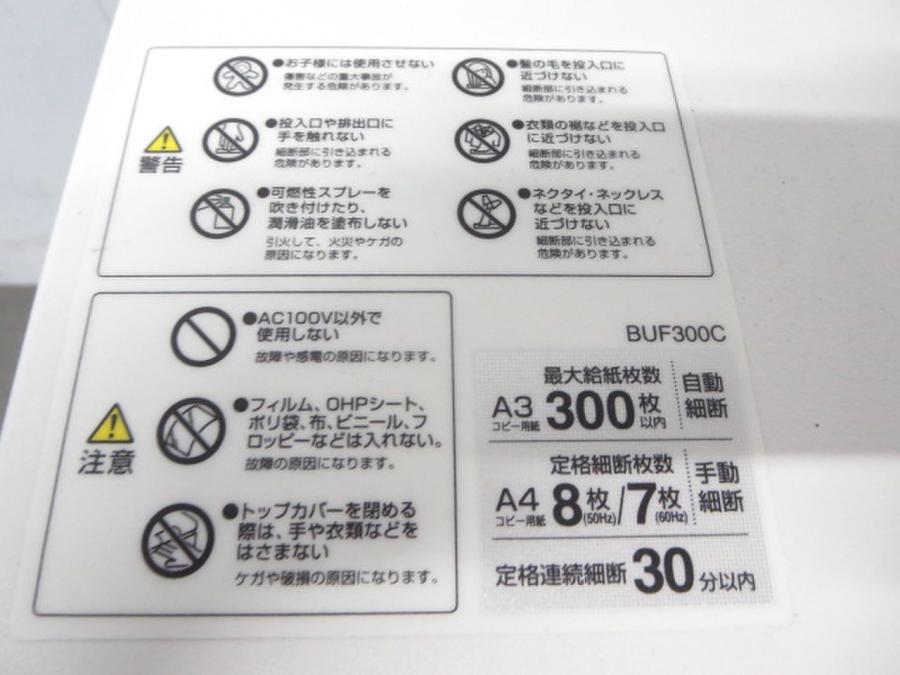 ●お子様には使用させない
傷害などの重大事故が
発生する危険があります。
●投入口や排出口に
手を触れない
細断部に引き込まれる
危険があります。
警告
●可燃性スプレーを
吹き付けたり、
潤滑油を塗布しない
引火して、火災やケガの
原因になります。
●髪の毛を投入口に
近づけない
細断部に引き込まれる
危険があります。
●衣類の裾などを投入口
に近づけない
細断部に引き込まれる
危険があります。
●ネクタイ・ネックレス
などを投入口に
近づけない
細断部に引き込まれる
危険があります。
●AC100V以外で
使用しない
故障や感電の原因になります。
●フィルム、OHPシート、
ポリ袋、布、ビニール、フ
ロッピーなどは入れない。
故障の原因になります。
注意
●トップカバーを閉める
際は、手や衣類などを
はさまない
ケガや破損の原因になります。
BUF300C
最大給紙枚数
A3 コピー用紙 300枚以内
自動
細断
定格細断枚数
A4 コピー用紙 8枚(50Hz)/7枚(60Hz)
手動
細断
定格連続細断 30分以内